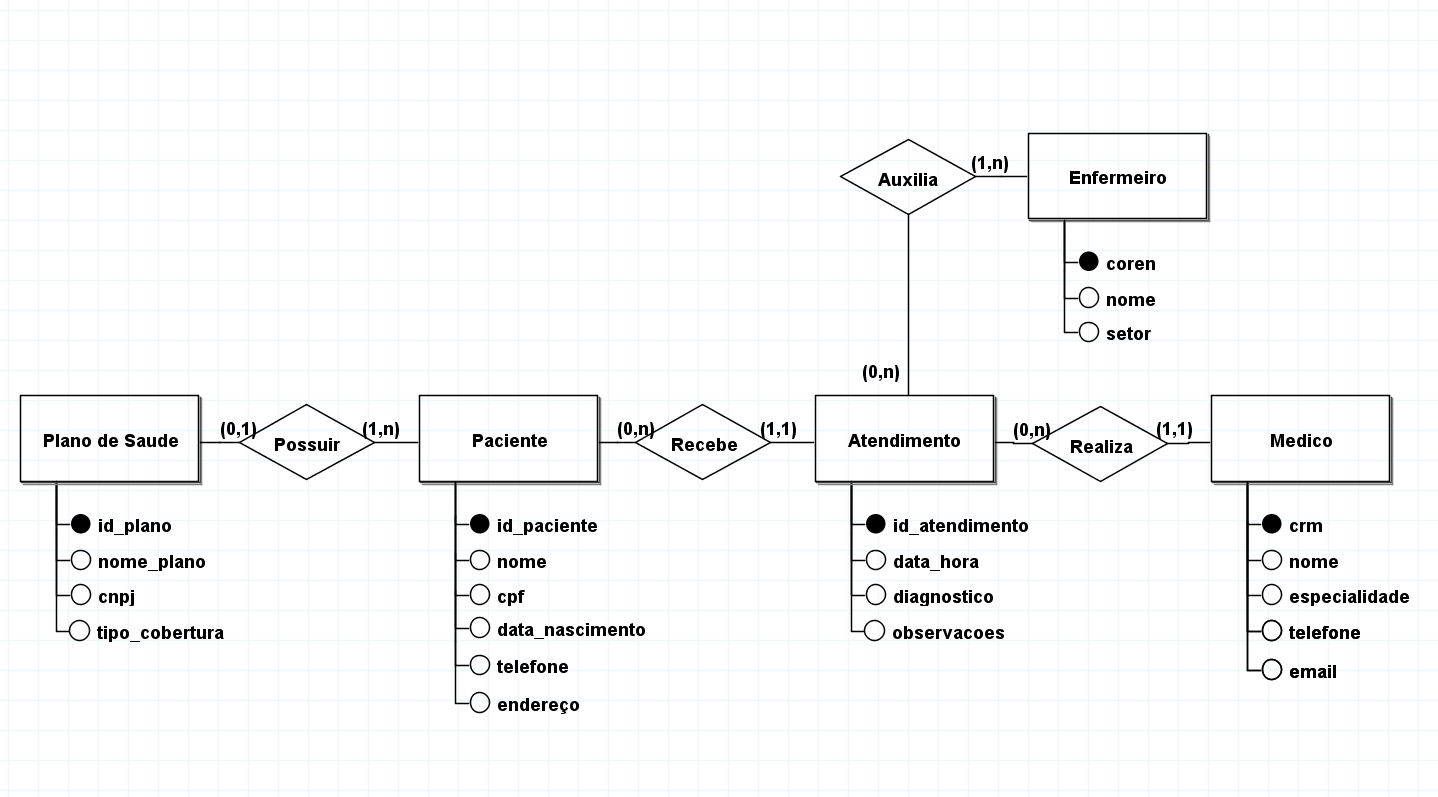 Auxilia
(1,n)
Enfermeiro
coren
nome
setor
(0,n)
Plano de Saude
(0,1)
Possuir
(1,n)
Paciente
(0,n)
Recebe
(1,1)
Atendimento
(0,n)
Realiza
(1,1)
Medico
id_plano
nome_plano
cnpj
tipo_cobertura
id_paciente
nome
cpf
data_nascimento
telefone
endereço
id_atendimento
data_hora
diagnostico
observacoes
crm
nome
especialidade
telefone
email